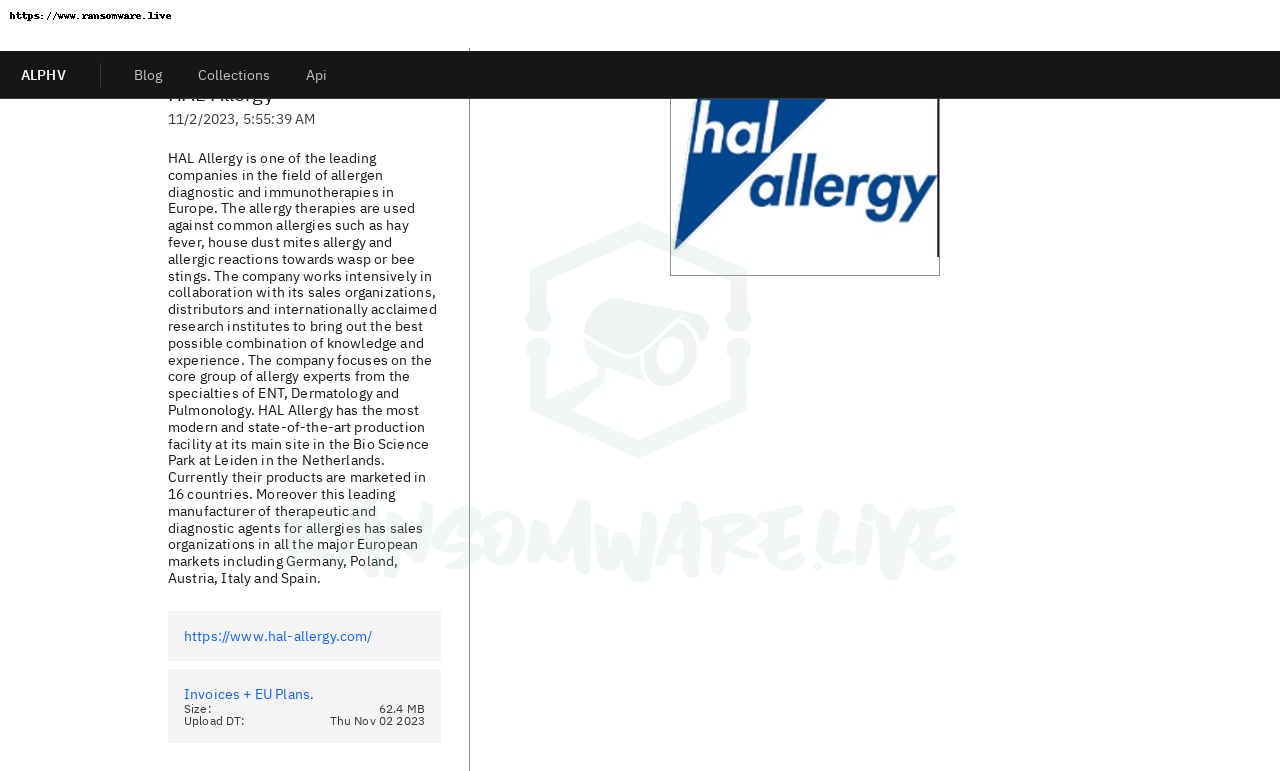 https://www.ransomware.live
ALPHV
Blog
Collections
Api
HAL Allergy
11/2/2023, 5:55:39 AM
HAL Allergy is one of the leading
companies in the field of allergen
diagnostic and immunotherapies in
Europe. The allergy therapies are used
against common allergies such as hay
fever, house dust mites allergy and
allergic reactions towards wasp or bee
stings. The company works intensively in
collaboration with its sales organizations,
distributors and internationally acclaimed
research institutes to bring out the best
possible combination of knowledge and
experience. The company focuses on the
core group of allergy experts from the
specialties of ENT, Dermatology and
Pulmonology. HAL Allergy has the most
modern and state-of-the-art production
facility at its main site in the Bio Science
Park at Leiden in the Netherlands.
Currently their products are marketed in
16 countries. Moreover this leading
manufacturer of therapeutic and
diagnostic agents for allergies has sales
organizations in all the major European
markets including Germany, Poland,
Austria, Italy and Spain.
https://www.hal-allergy.com/
Invoices + EU Plans.
Size: 62.4 MB
Upload DT: Thu Nov 02 2023
hal
allergy
RANSOMWARE.LIVE